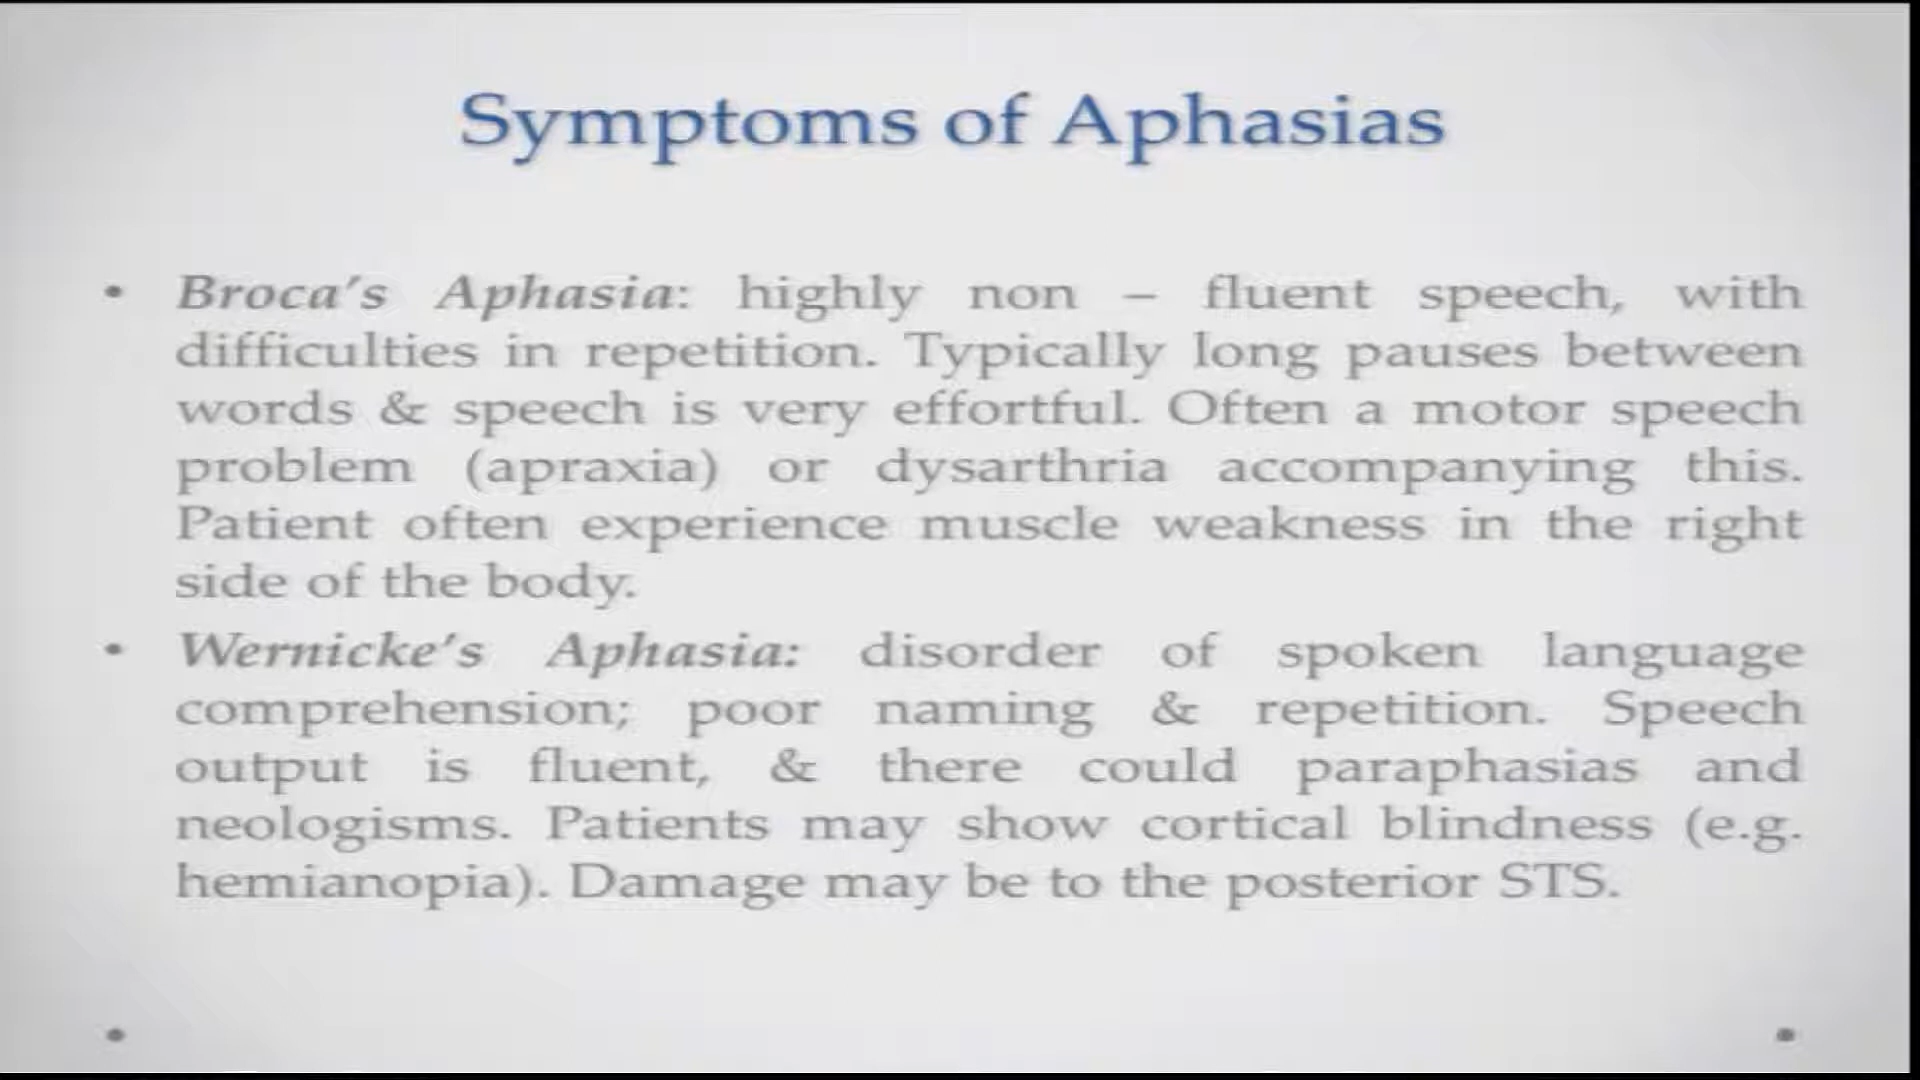 Symptoms of Aphasias
• Broca's Aphasia: highly non – fluent speech, with
difficulties in repetition. Typically long pauses between
words & speech is very effortful. Often a motor speech
problem (apraxia) or dysarthria accompanying this.
Patient often experience muscle weakness in the right
side of the body.
• Wernicke's Aphasia: disorder of spoken language
comprehension; poor naming & repetition. Speech
output is fluent, & there could paraphasias and
neologisms. Patients may show cortical blindness (e.g.
hemianopia). Damage may be to the posterior STS.